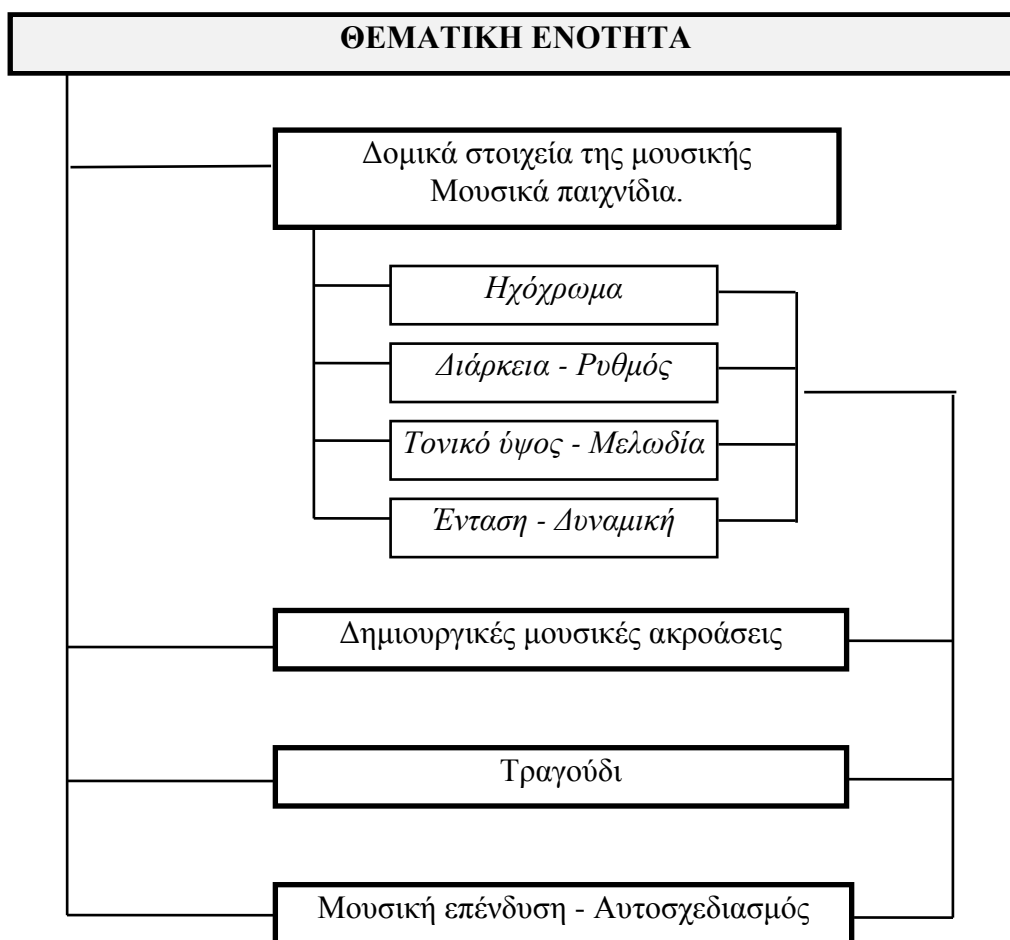 ΘΕΜΑΤΙΚΗ ΕΝΟΤΗΤΑ
Δομικά στοιχεία της μουσικής
Μουσικά παιχνίδια.
Ηχόχρωμα
Διάρκεια - Ρυθμός
Τονικό ύψος - Μελωδία
Ένταση - Δυναμική
Δημιουργικές μουσικές ακροάσεις
Τραγούδι
Μουσική επένδυση - Αυτοσχεδιασμός